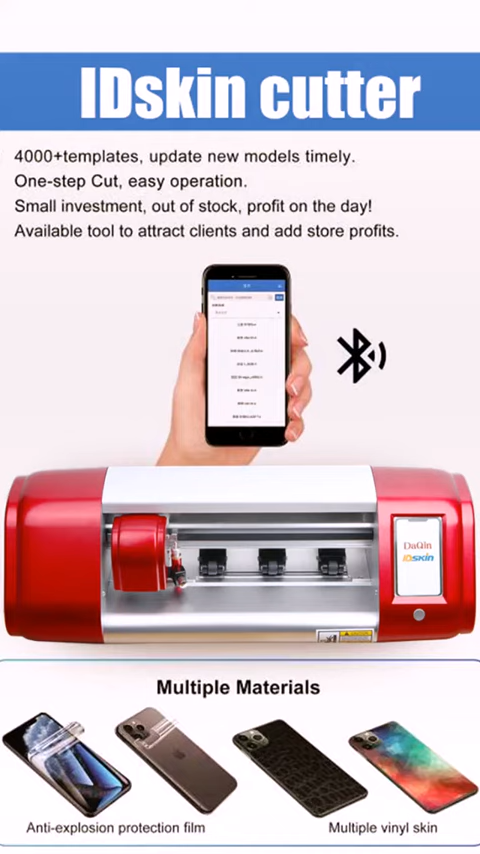 IDskin cutter
4000+templates, update new models timely.
One-step Cut, easy operation.
Small investment, out of stock, profit on the day!
Available tool to attract clients and add store profits.
DaQin
IDSKIN
Multiple Materials
Anti-explosion protection film
Multiple vinyl skin